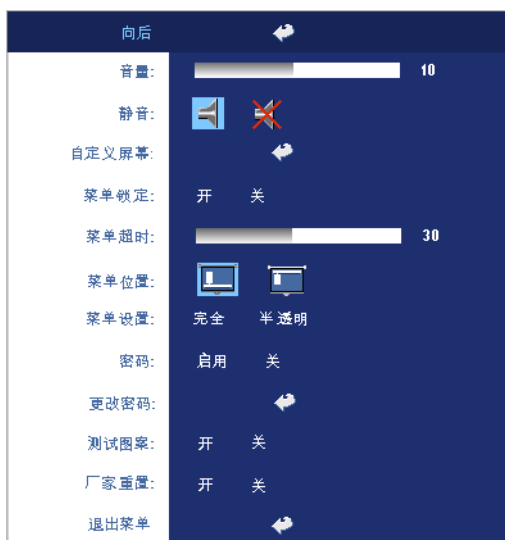 向后
音量: 10
静音:
自定义屏幕:
菜单锁定: 开 关
菜单超时: 30
菜单位置:
菜单设置: 完全 半透明
密码: 启用 关
更改密码:
测试图案: 开 关
厂家重置: 开 关
退出菜单